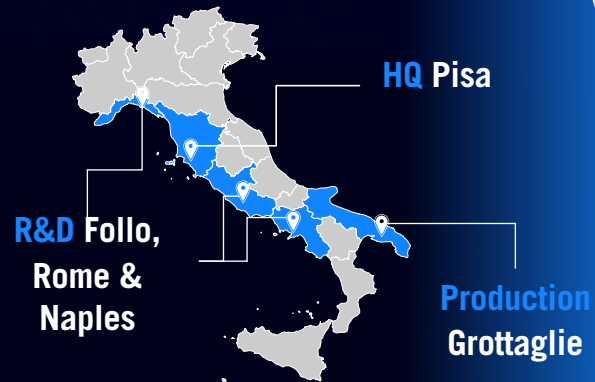 HQ Pisa
R&D Follo,
Rome &
Naples
Production
Grottaglie